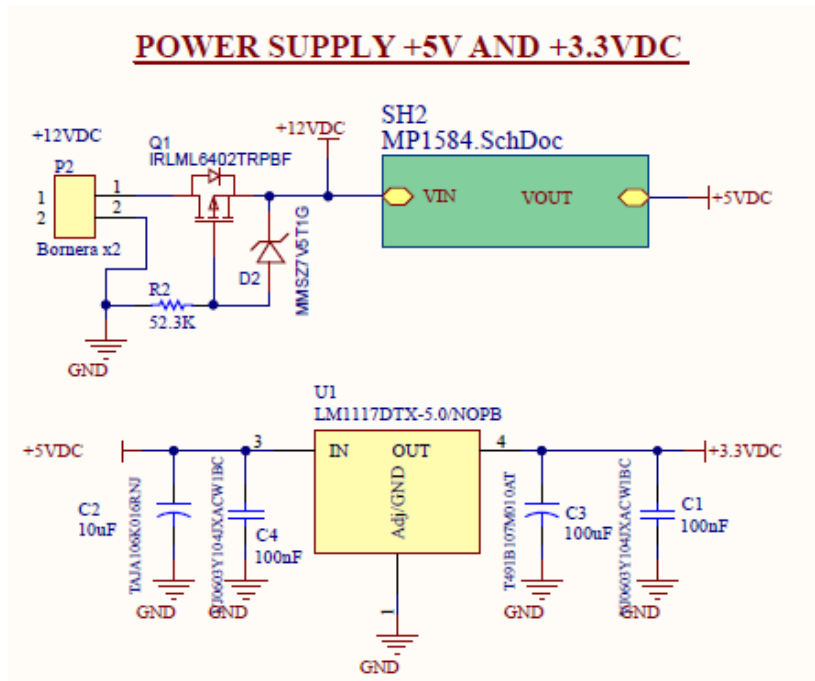 POWER SUPPLY +5V AND +3.3VDC
+12VDC
P2
1
2
1
2
Bornera x2
Q1
IRLML6402TRPBF
+12VDC
SH2
MP1584.SchDoc
VIN
VOUT
+5VDC
D2
MMSZ7V5T1G
R2
52.3K
GND
U1
LM1117DTX-5.0/NOPB
+5VDC
3
IN
OUT
4
+3.3VDC
Adj/GND
1
C2
10uF
TAJA106K016RNJ
C4
100nF
C3
100uF
T491B107M010AT
C1
100nF
GND
GND
GND
GND
GND